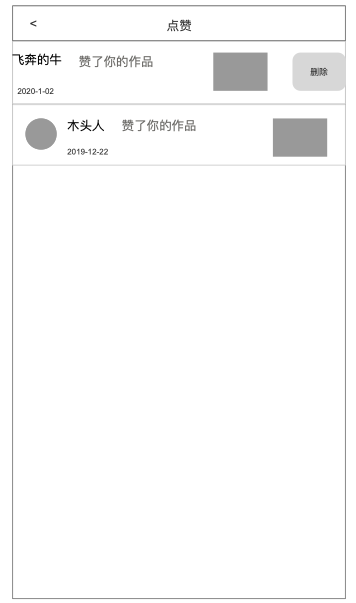 < 点赞
飞奔的牛 赞了你的作品
删除
2020-1-02
木头人 赞了你的作品
2019-12-22